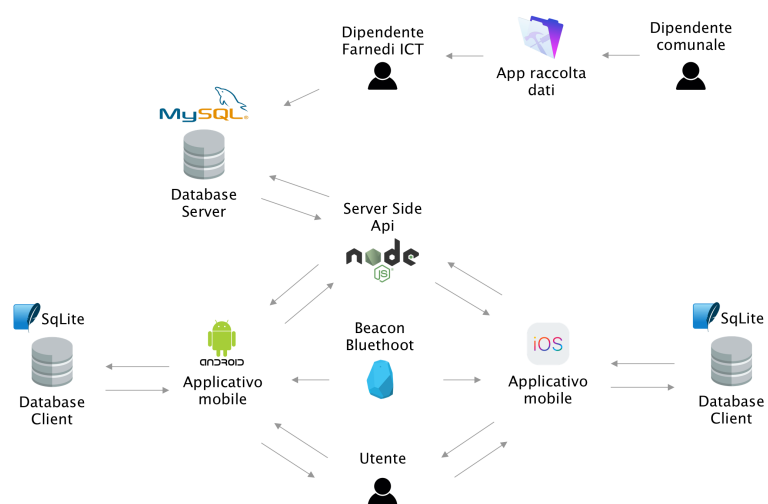 Dipendente
Farnedi ICT
App raccolta
dati
Dipendente
comunale
MySQL®
Database
Server
Server Side
Api
node
JS
SqLite
Database
Client
ANDROID
Applicativo
mobile
Beacon
Bluethoot
iOS
Applicativo
mobile
SqLite
Database
Client
Utente